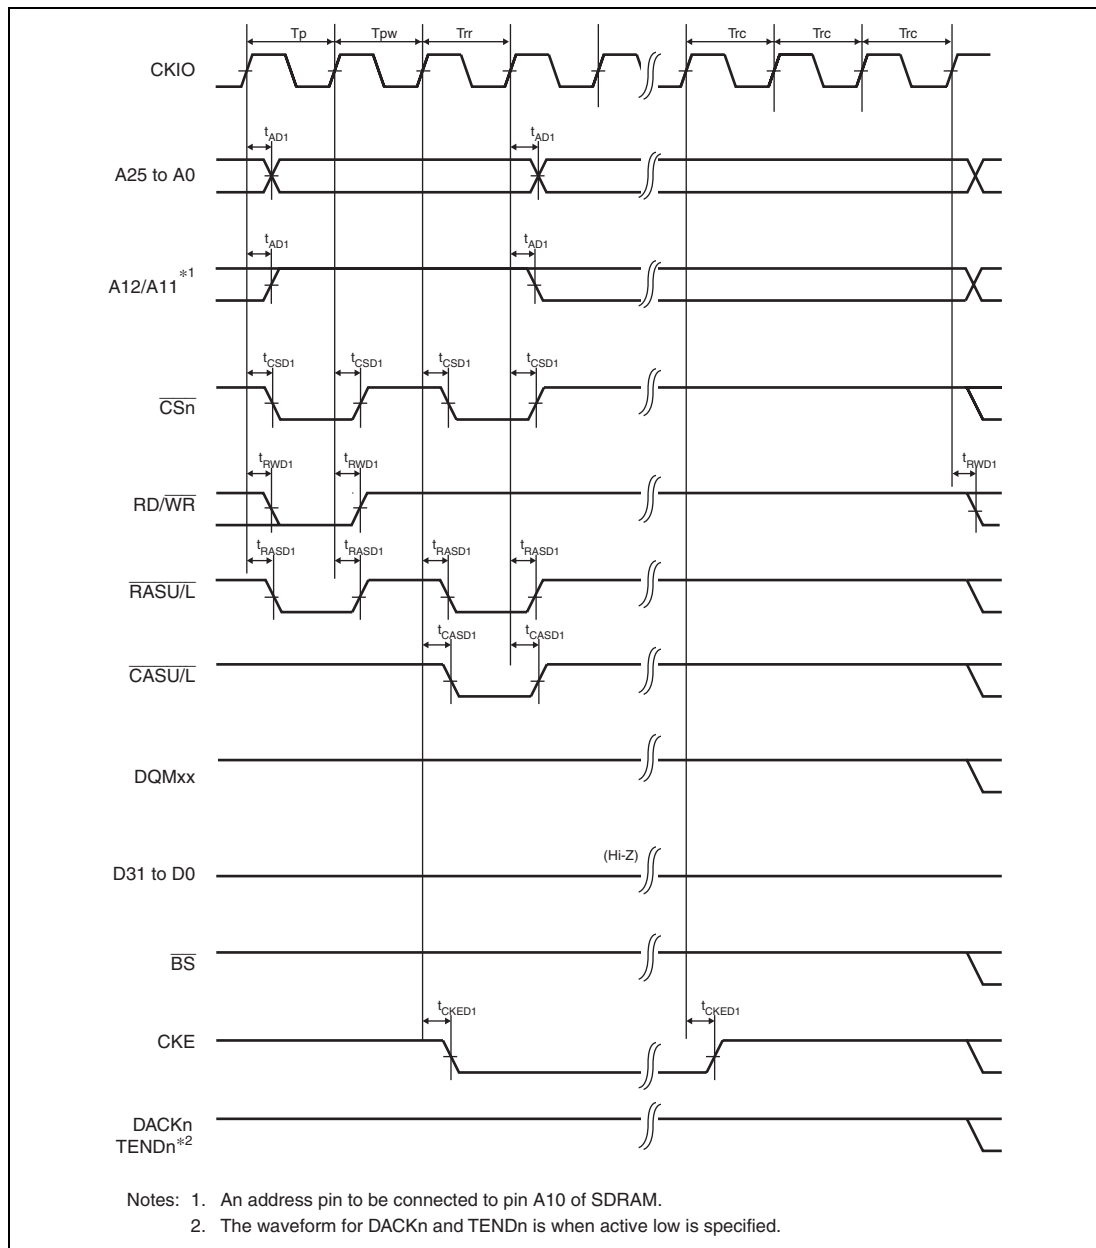 Tp Tpw Trr Trc Trc Trc
CKIO
tAD1 tAD1
A25 to A0
tAD1 tAD1
A12/A11*1
tCSD1 tCSD1 tCSD1 tCSD1
CSn
tRWD1 tRWD1 tRWD1
RD/WR
tRASD1 tRASD1 tRASD1 tRASD1
RASU/L
tCASD1 tCASD1
CASU/L
DQMxx
(Hi-Z)
D31 to D0
BS
tCKED1 tCKED1
CKE
DACKn
TENDn*2
Notes: 1. An address pin to be connected to pin A10 of SDRAM.
2. The waveform for DACKn and TENDn is when active low is specified.